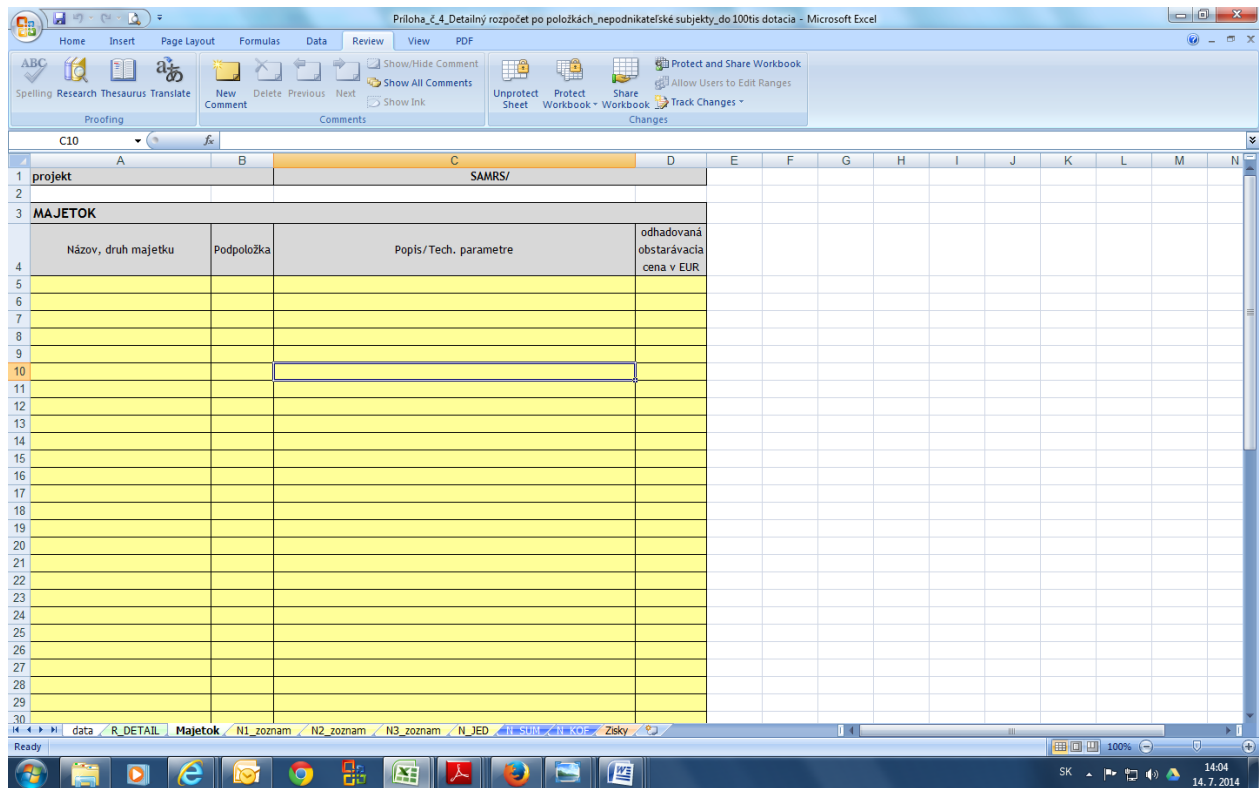 Príloha_č_4_Detailný rozpočet po položkách_nepodnikateľské subjekty_do 100tis dotacia - Microsoft Excel
Home Insert Page Layout Formulas Data Review View PDF
ABC
Spelling Research Thesaurus Translate
Proofing
New Comment Delete Previous Next
Show/Hide Comment
Show All Comments
Show Ink
Comments
Unprotect Sheet Protect Workbook Share Workbook
Protect and Share Workbook
Allow Users to Edit Ranges
Track Changes
Changes
C10 fx
A B C D E F G H I J K L M N
1 projekt SAMRS/
2
3 MAJETOK
4 Názov, druh majetku Podpoložka Popis/Tech. parametre odhadovaná obstarávacia cena v EUR
5
6
7
8
9
10
11
12
13
14
15
16
17
18
19
20
21
22
23
24
25
26
27
28
29
30
data R_DETAIL Majetok N1_zoznam N2_zoznam N3_zoznam N_JED N_SUM N_KOF Zisky
Ready 100%
SK 14:04
14. 7. 2014